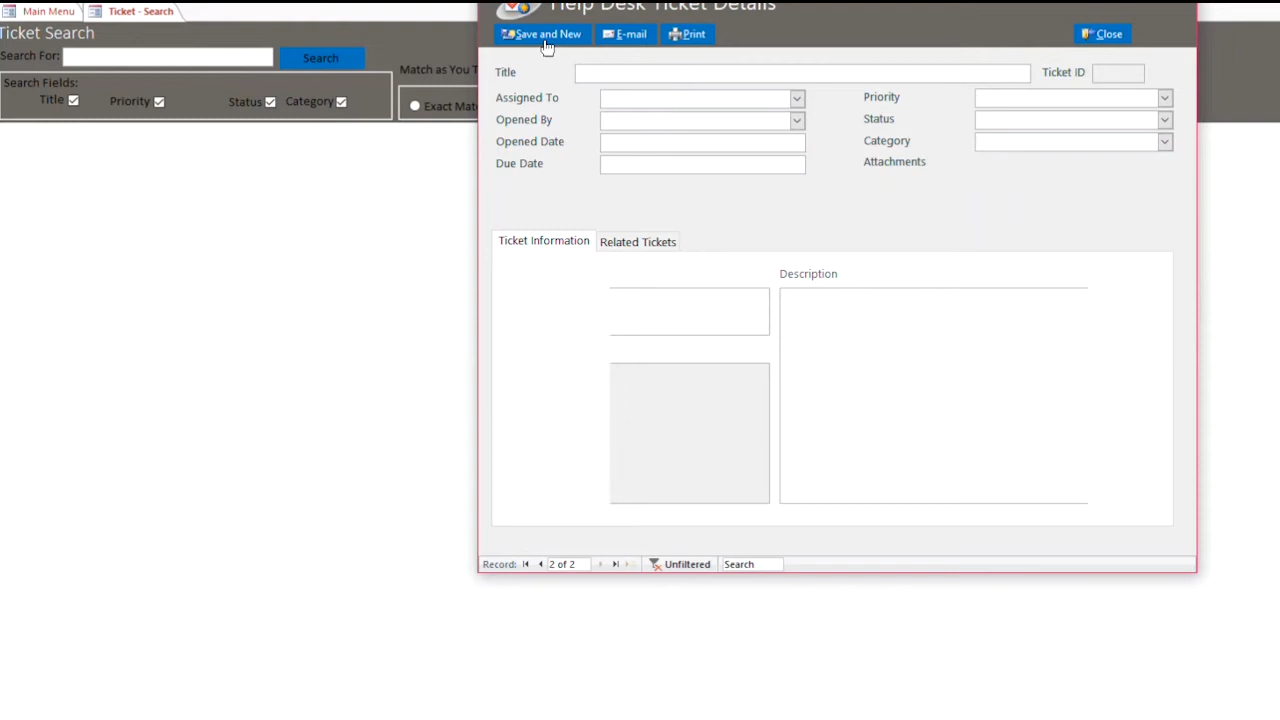 Main Menu
Ticket - Search
Ticket Search
Search For:
Search
Search Fields:
Title
Priority
Status
Category
Match as You T
Exact Mat
Help Desk Ticket Details
Save and New
E-mail
Print
Close
Title
Ticket ID
Assigned To
Priority
Opened By
Status
Opened Date
Category
Due Date
Attachments
Ticket Information
Related Tickets
Description
Record:
2 of 2
Unfiltered
Search